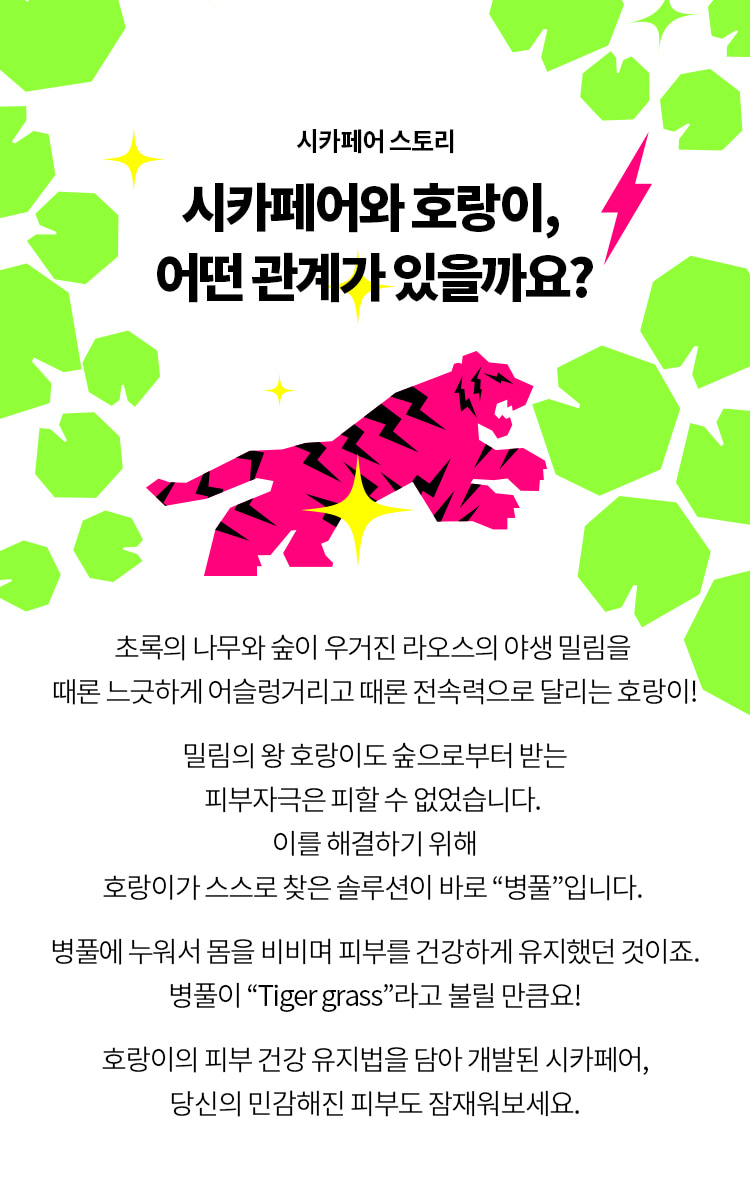 시카페어 스토리
시카페어와 호랑이,
어떤 관계가 있을까요?
초록의 나무와 숲이 우거진 라오스의 야생 밀림을
때론 느긋하게 어슬렁거리고 때론 전속력으로 달리는 호랑이!
밀림의 왕 호랑이도 숲으로부터 받는
피부자극은 피할 수 없었습니다.
이를 해결하기 위해
호랑이가 스스로 찾은 솔루션이 바로 “병풀”입니다.
병풀에 누워서 몸을 비비며 피부를 건강하게 유지했던 것이죠.
병풀이 “Tiger grass”라고 불릴 만큼요!
호랑이의 피부 건강 유지법을 담아 개발된 시카페어,
당신의 민감해진 피부도 잠재워보세요.